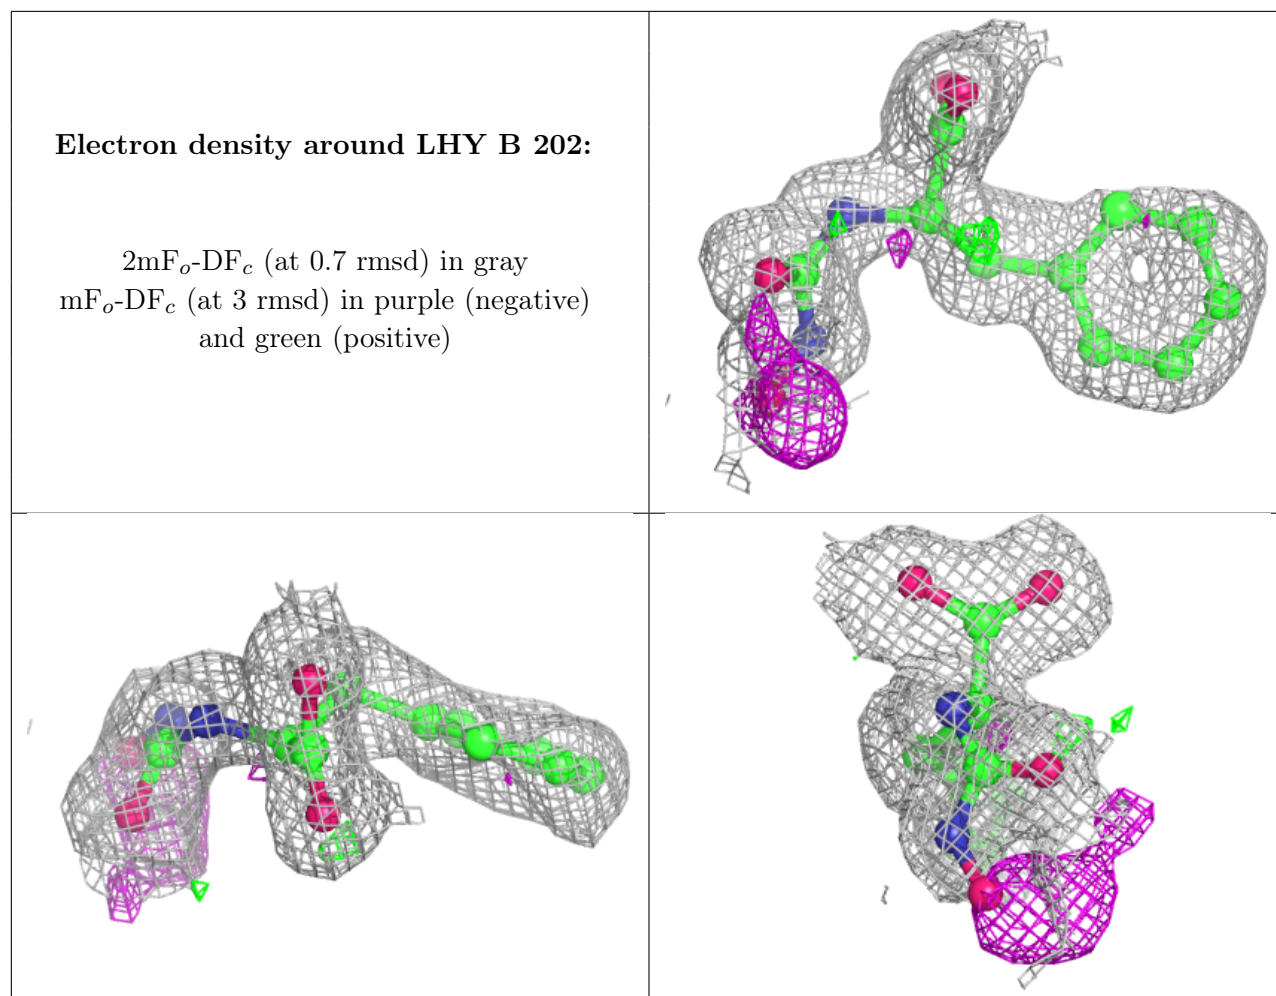 Electron density around LHY B 202:
2mFo-DFc (at 0.7 rmsd) in gray
mFo-DFc (at 3 rmsd) in purple (negative)
and green (positive)